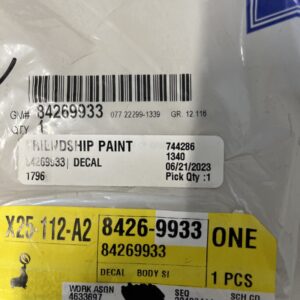 GM# 84269933 077 22299-1339 GR. 12 116
QTY 1
FRIENDSHIP PAINT 744286
84269933 | DECAL 1340
06/21/2023
1796 Pick Qty :1
X25-112-A2 8426-9933 ONE
84269933
DECAL BODY SI 1 PCS
WORK ASGN SEQ SCH CD
4633697